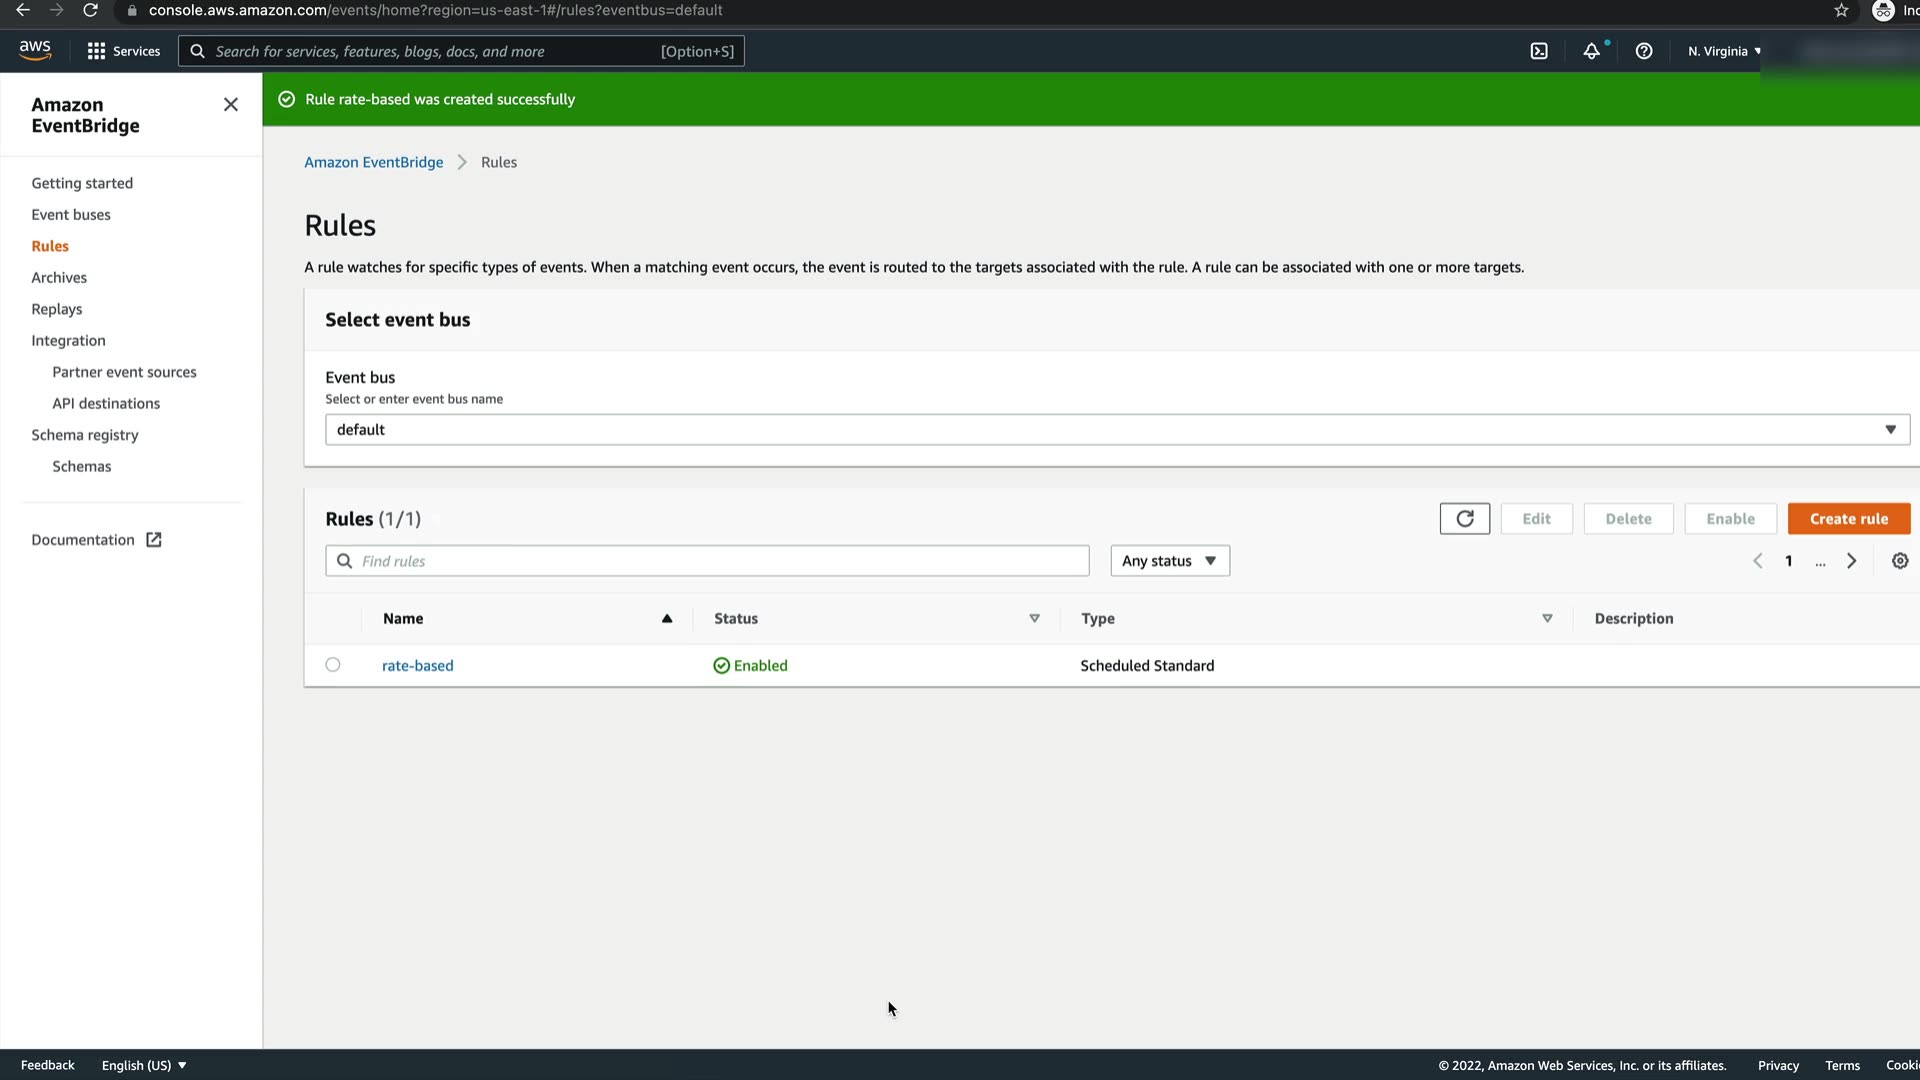 console.aws.amazon.com/events/home?region=us-east-1#/rules?eventbus=default
aws
Services
Search for services, features, blogs, docs, and more
[Option+S]
N. Virginia
Amazon
EventBridge
Rule rate-based was created successfully
Amazon EventBridge
Rules
Getting started
Event buses
Rules
Archives
Replays
Integration
Partner event sources
API destinations
Schema registry
Schemas
Documentation
Rules
A rule watches for specific types of events. When a matching event occurs, the event is routed to the targets associated with the rule. A rule can be associated with one or more targets.
Select event bus
Event bus
Select or enter event bus name
default
Rules (1/1)
Edit
Delete
Enable
Create rule
Find rules
Any status
1
...
Name
Status
Type
Description
rate-based
Enabled
Scheduled Standard
Feedback
English (US)
© 2022, Amazon Web Services, Inc. or its affiliates.
Privacy
Terms